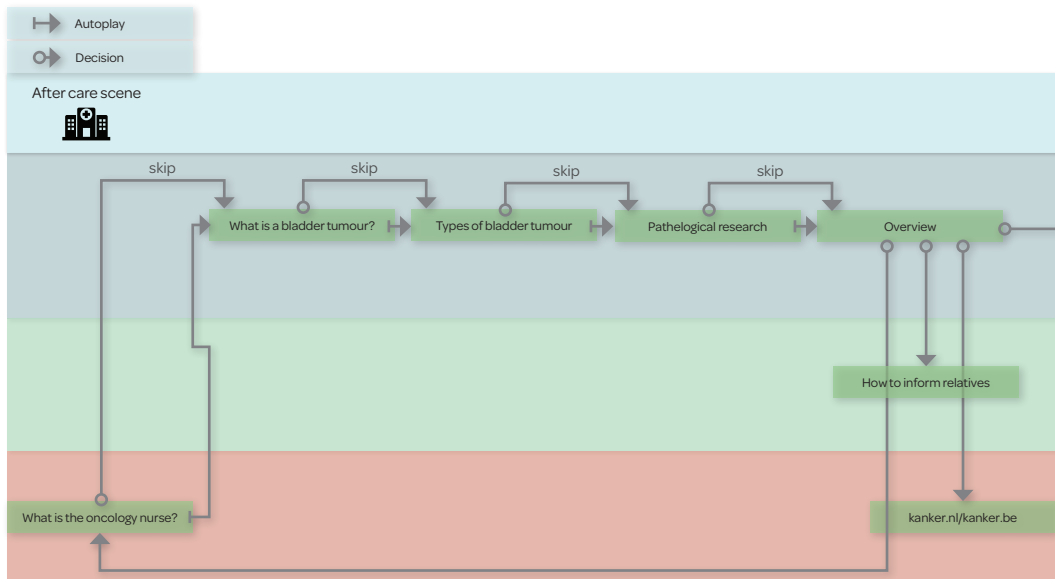 Autoplay
Decision
After care scene
skip
skip
skip
skip
What is a bladder tumour?
Types of bladder tumour
Pathelogical research
Overview
How to inform relatives
What is the oncology nurse?
kanker.nl/kanker.be